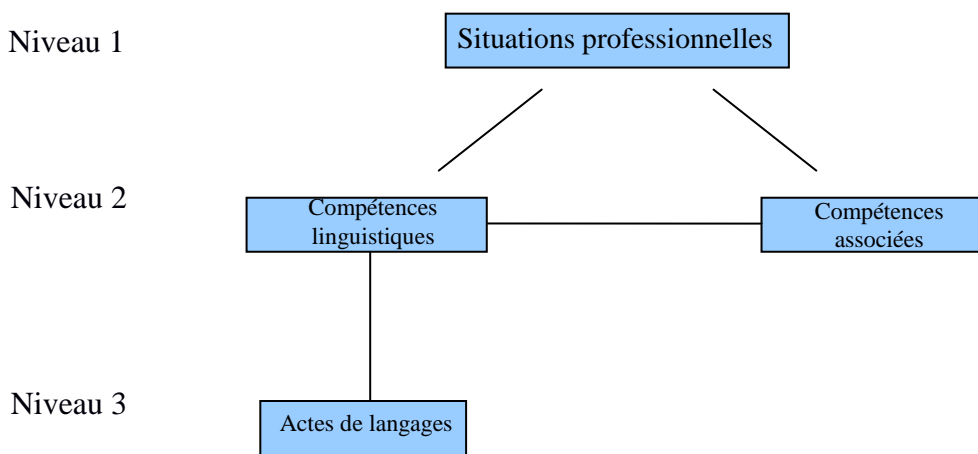 Niveau 1
Situations professionnelles
Niveau 2
Compétences
linguistiques
Compétences
associées
Niveau 3
Actes de langages